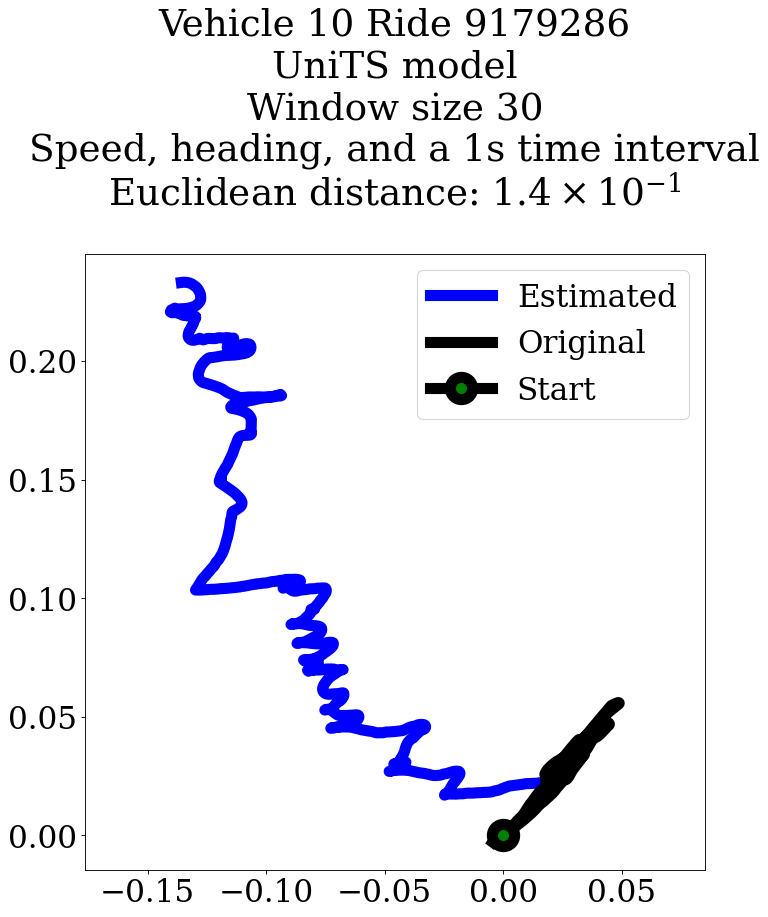 Vehicle 10 Ride 9179286
UniTS model
Window size 30
Speed, heading, and a 1s time interval
Euclidean distance: 1.4 × 10⁻¹
Estimated
Original
Start
0.20
0.15
0.10
0.05
0.00
−0.15 −0.10 −0.05 0.00 0.05